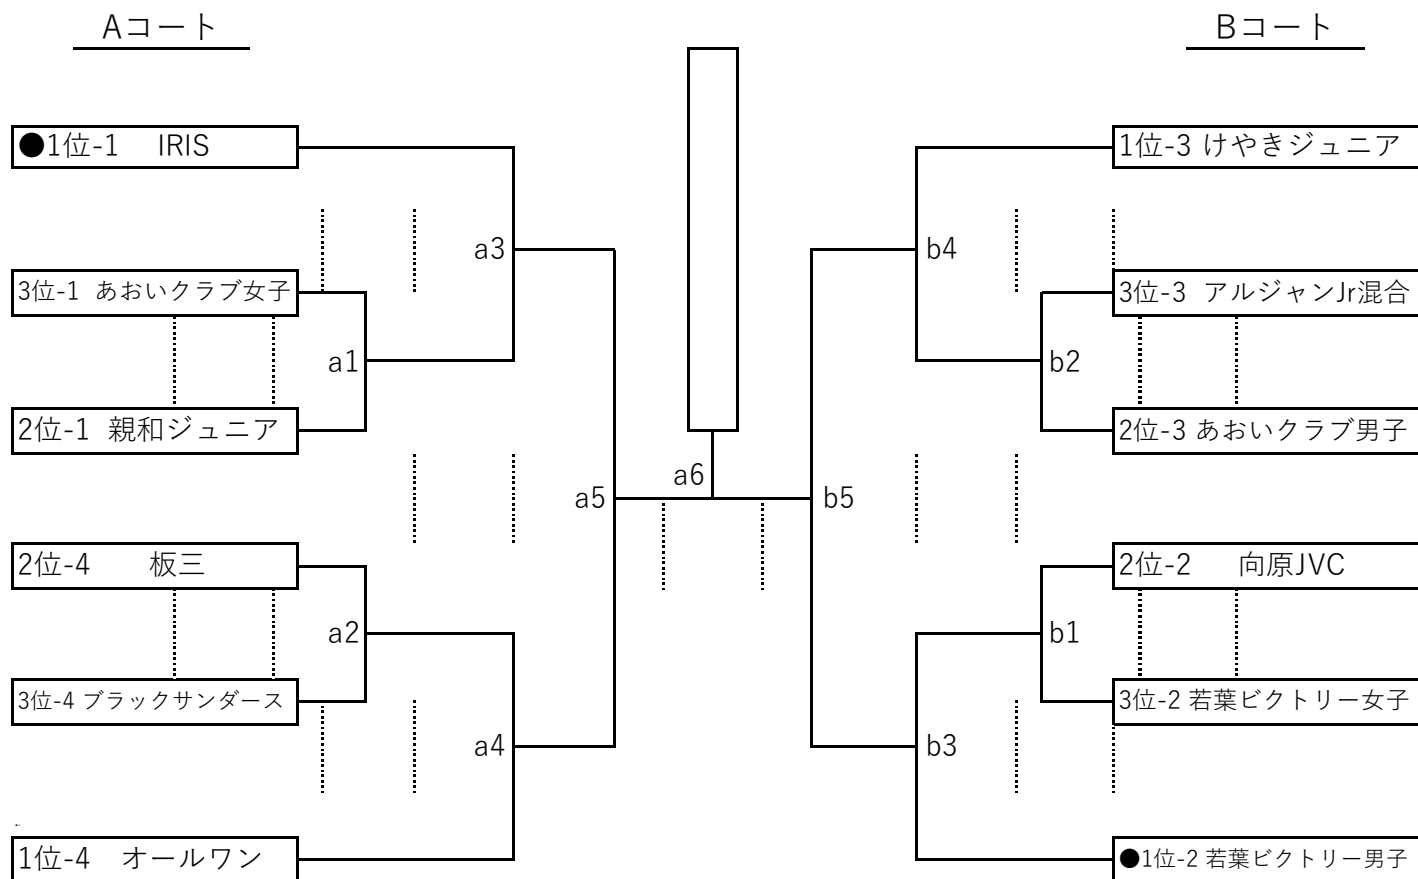 Aコート
Bコート
●1位-1 IRIS
1位-3 けやきジュニア
a3
b4
3位-1 あおいクラブ女子
3位-3 アルジャンJr混合
a1
b2
2位-1 親和ジュニア
2位-3 あおいクラブ男子
a6
a5
b5
2位-4 板三
2位-2 向原JVC
a2
b1
3位-4 ブラックサンダース
3位-2 若葉ビクトリー女子
a4
b3
1位-4 オールワン
●1位-2 若葉ビクトリー男子